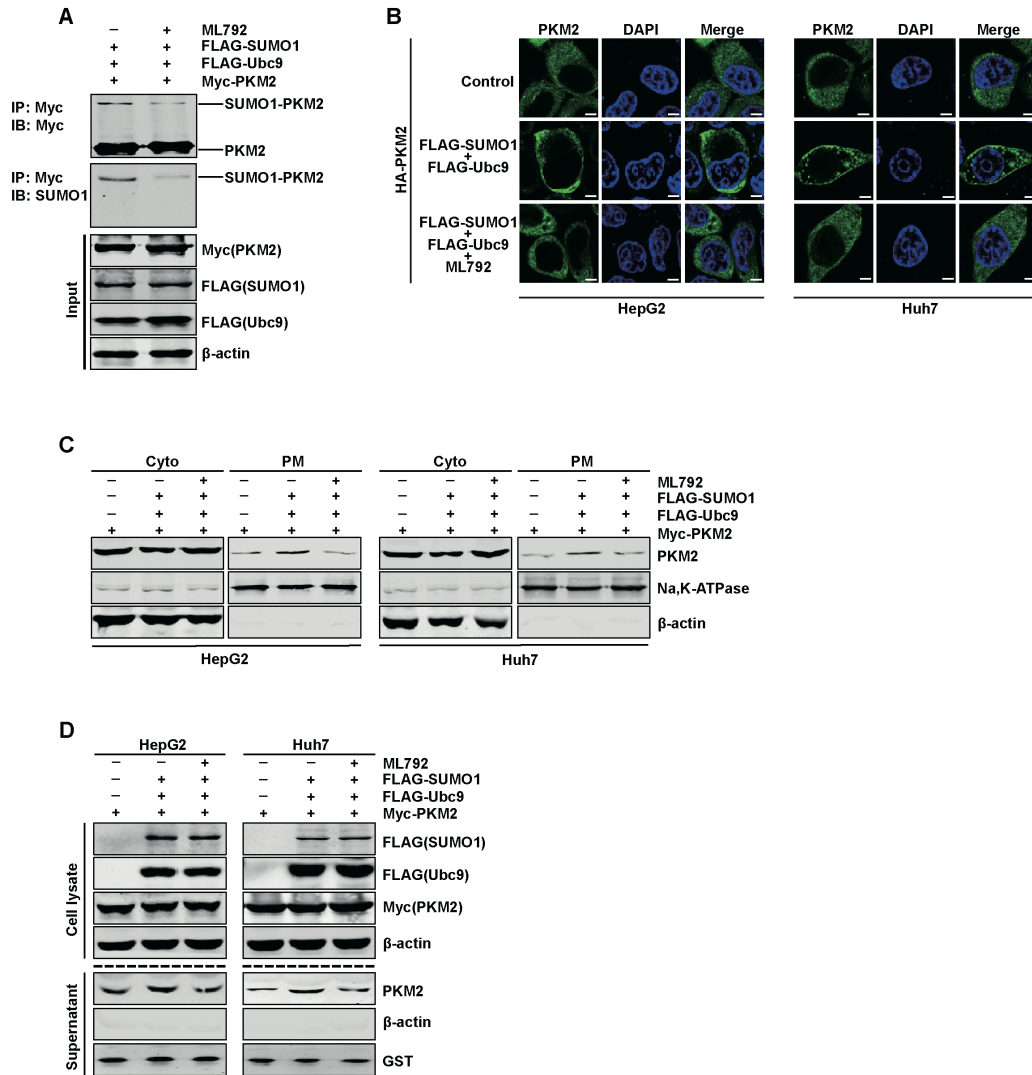 A
– + ML792
+ + FLAG-SUMO1
+ + FLAG-Ubc9
+ + Myc-PKM2
IP: Myc
IB: Myc
SUMO1-PKM2
PKM2
IP: Myc
IB: SUMO1
SUMO1-PKM2
Input
Myc(PKM2)
FLAG(SUMO1)
FLAG(Ubc9)
β-actin
B
PKM2 DAPI Merge PKM2 DAPI Merge
HA-PKM2
Control
FLAG-SUMO1
+
FLAG-Ubc9
FLAG-SUMO1
+
FLAG-Ubc9
+
ML792
HepG2 Huh7
C
Cyto PM Cyto PM
– – + – – + – – + – – + ML792
– + + – + + – + + – + + FLAG-SUMO1
– + + – + + – + + – + + FLAG-Ubc9
+ + + + + + + + + + + + Myc-PKM2
PKM2
Na,K-ATPase
β-actin
HepG2 Huh7
D
HepG2 Huh7
– – + – – + ML792
– + + – + + FLAG-SUMO1
– + + – + + FLAG-Ubc9
+ + + + + + Myc-PKM2
Cell lysate
FLAG(SUMO1)
FLAG(Ubc9)
Myc(PKM2)
β-actin
Supernatant
PKM2
β-actin
GST